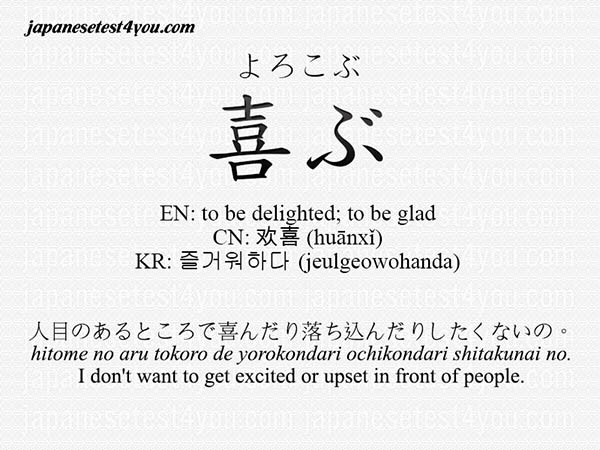 japanesetest4you.com
よろこぶ
喜ぶ
EN: to be delighted; to be glad
CN: 欢喜 (huānxǐ)
KR: 즐거워하다 (jeulgeowohanda)
人目のあるところで喜んだり落ち込んだりしたくないの。
hitome no aru tokoro de yorokondari ochikondari shitakunai no.
I don't want to get excited or upset in front of people.